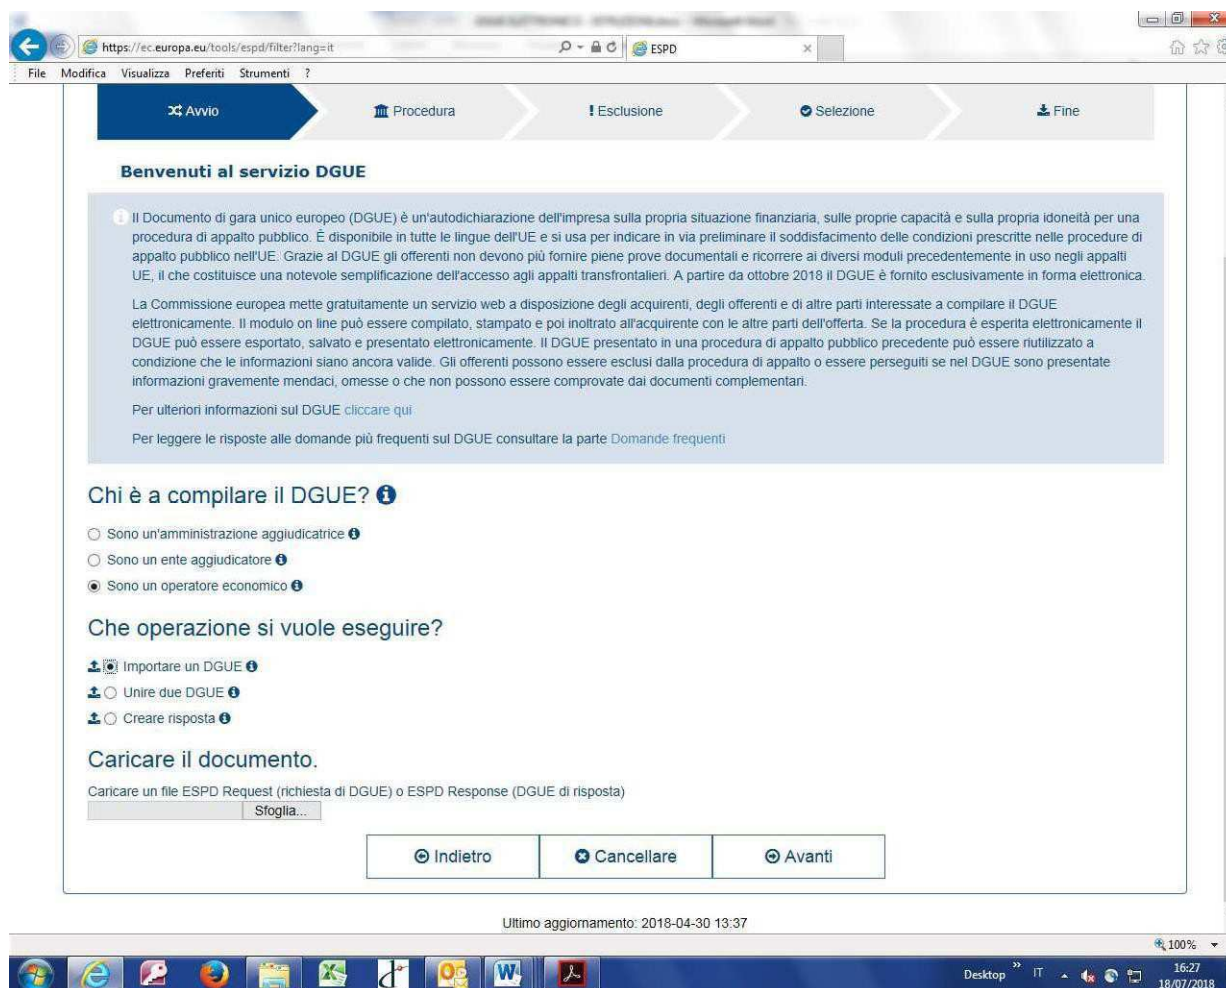 https://ec.europa.eu/tools/espd/filter?lang=it
ESPD
File Modifica Visualizza Preferiti Strumenti ?
Avvio
Procedura
Esclusione
Selezione
Fine
Benvenuti al servizio DGUE
Il Documento di gara unico europeo (DGUE) è un'autodichiarazione dell'impresa sulla propria situazione finanziaria, sulle proprie capacità e sulla propria idoneità per una
procedura di appalto pubblico. È disponibile in tutte le lingue dell'UE e si usa per indicare in via preliminare il soddisfacimento delle condizioni prescritte nelle procedure di
appalto pubblico nell'UE. Grazie al DGUE gli offerenti non devono più fornire piene prove documentali e ricorrere ai diversi moduli precedentemente in uso negli appalti
UE, il che costituisce una notevole semplificazione dell'accesso agli appalti transfrontalieri. A partire da ottobre 2018 il DGUE è fornito esclusivamente in forma elettronica.
La Commissione europea mette gratuitamente un servizio web a disposizione degli acquirenti, degli offerenti e di altre parti interessate a compilare il DGUE
elettronicamente. Il modulo on line può essere compilato, stampato e poi inoltrato all'acquirente con le altre parti dell'offerta. Se la procedura è esperita elettronicamente il
DGUE può essere esportato, salvato e presentato elettronicamente. Il DGUE presentato in una procedura di appalto pubblico precedente può essere riutilizzato a
condizione che le informazioni siano ancora valide. Gli offerenti possono essere esclusi dalla procedura di appalto o essere perseguiti se nel DGUE sono presentate
informazioni gravemente mendaci, omesse o che non possono essere comprovate dai documenti complementari.
Per ulteriori informazioni sul DGUE cliccare qui
Per leggere le risposte alle domande più frequenti sul DGUE consultare la parte Domande frequenti
Chi è a compilare il DGUE?
Sono un'amministrazione aggiudicatrice
Sono un ente aggiudicatore
Sono un operatore economico
Che operazione si vuole eseguire?
Importare un DGUE
Unire due DGUE
Creare risposta
Caricare il documento.
Caricare un file ESPD Request (richiesta di DGUE) o ESPD Response (DGUE di risposta)
Sfoglia...
Indietro
Cancellare
Avanti
Ultimo aggiornamento: 2018-04-30 13:37
100%
Desktop IT 16:27
18/07/2018